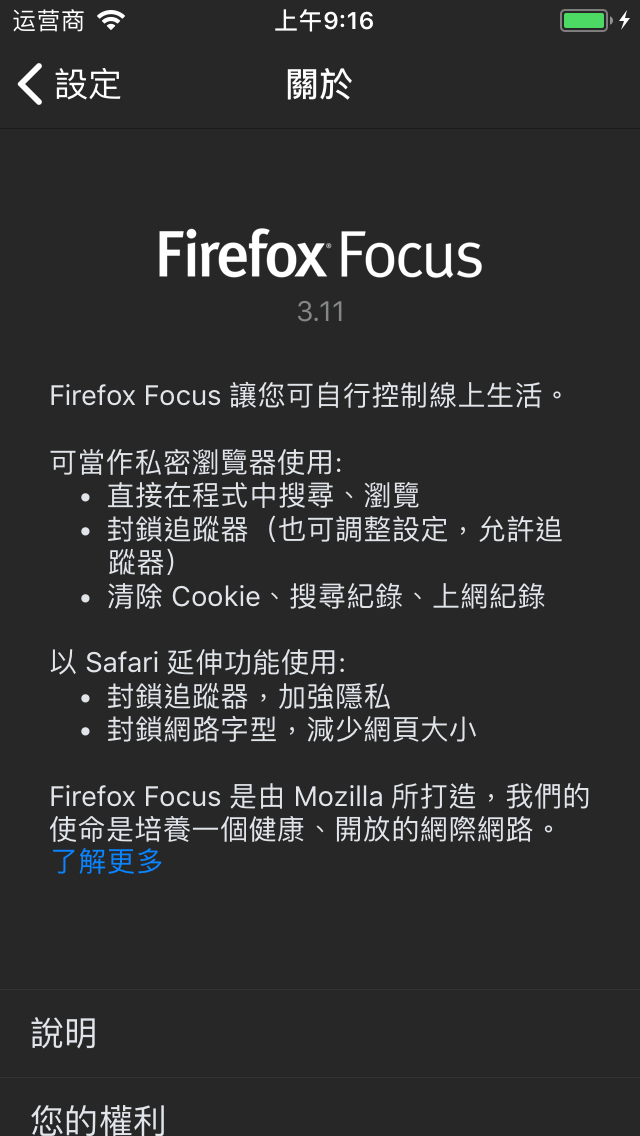 运营商 上午9:16
設定 關於
Firefox Focus
3.11
Firefox Focus 讓您可自行控制線上生活。
可當作私密瀏覽器使用:
• 直接在程式中搜尋、瀏覽
• 封鎖追蹤器（也可調整設定，允許追
蹤器）
• 清除 Cookie、搜尋紀錄、上網紀錄
以 Safari 延伸功能使用:
• 封鎖追蹤器，加強隱私
• 封鎖網路字型，減少網頁大小
Firefox Focus 是由 Mozilla 所打造，我們的
使命是培養一個健康、開放的網際網路。
了解更多
說明
您的權利